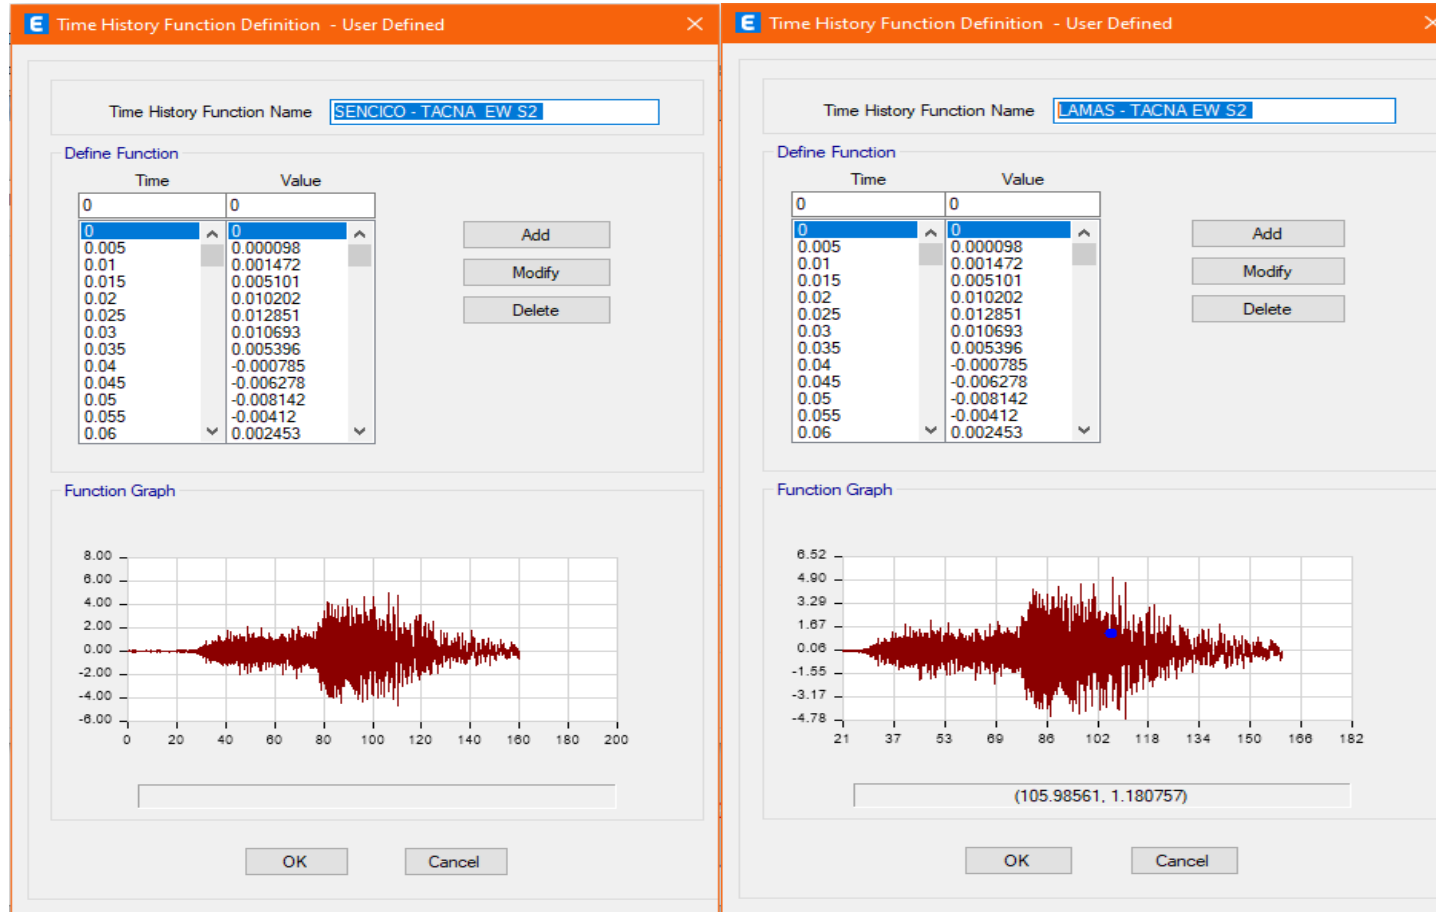 E Time History Function Definition - User Defined
Time History Function Name SENCICO - TACNA EW S2
Define Function
Time Value
0 0
0 0
0.005 0.000098
0.01 0.001472
0.015 0.005101
0.02 0.010202
0.025 0.012851
0.03 0.010693
0.035 0.005396
0.04 -0.000785
0.045 -0.006278
0.05 -0.008142
0.055 -0.00412
0.06 0.002453
Add
Modify
Delete
Function Graph
8.00
6.00
4.00
2.00
0.00
-2.00
-4.00
-6.00
0 20 40 60 80 100 120 140 160 180 200
OK Cancel
E Time History Function Definition - User Defined
Time History Function Name LAMAS - TACNA EW S2
Define Function
Time Value
0 0
0 0
0.005 0.000098
0.01 0.001472
0.015 0.005101
0.02 0.010202
0.025 0.012851
0.03 0.010693
0.035 0.005396
0.04 -0.000785
0.045 -0.006278
0.05 -0.008142
0.055 -0.00412
0.06 0.002453
Add
Modify
Delete
Function Graph
6.52
4.90
3.29
1.67
0.06
-1.55
-3.17
-4.78
21 37 53 69 86 102 118 134 150 166 182
(105.98561, 1.180757)
OK Cancel